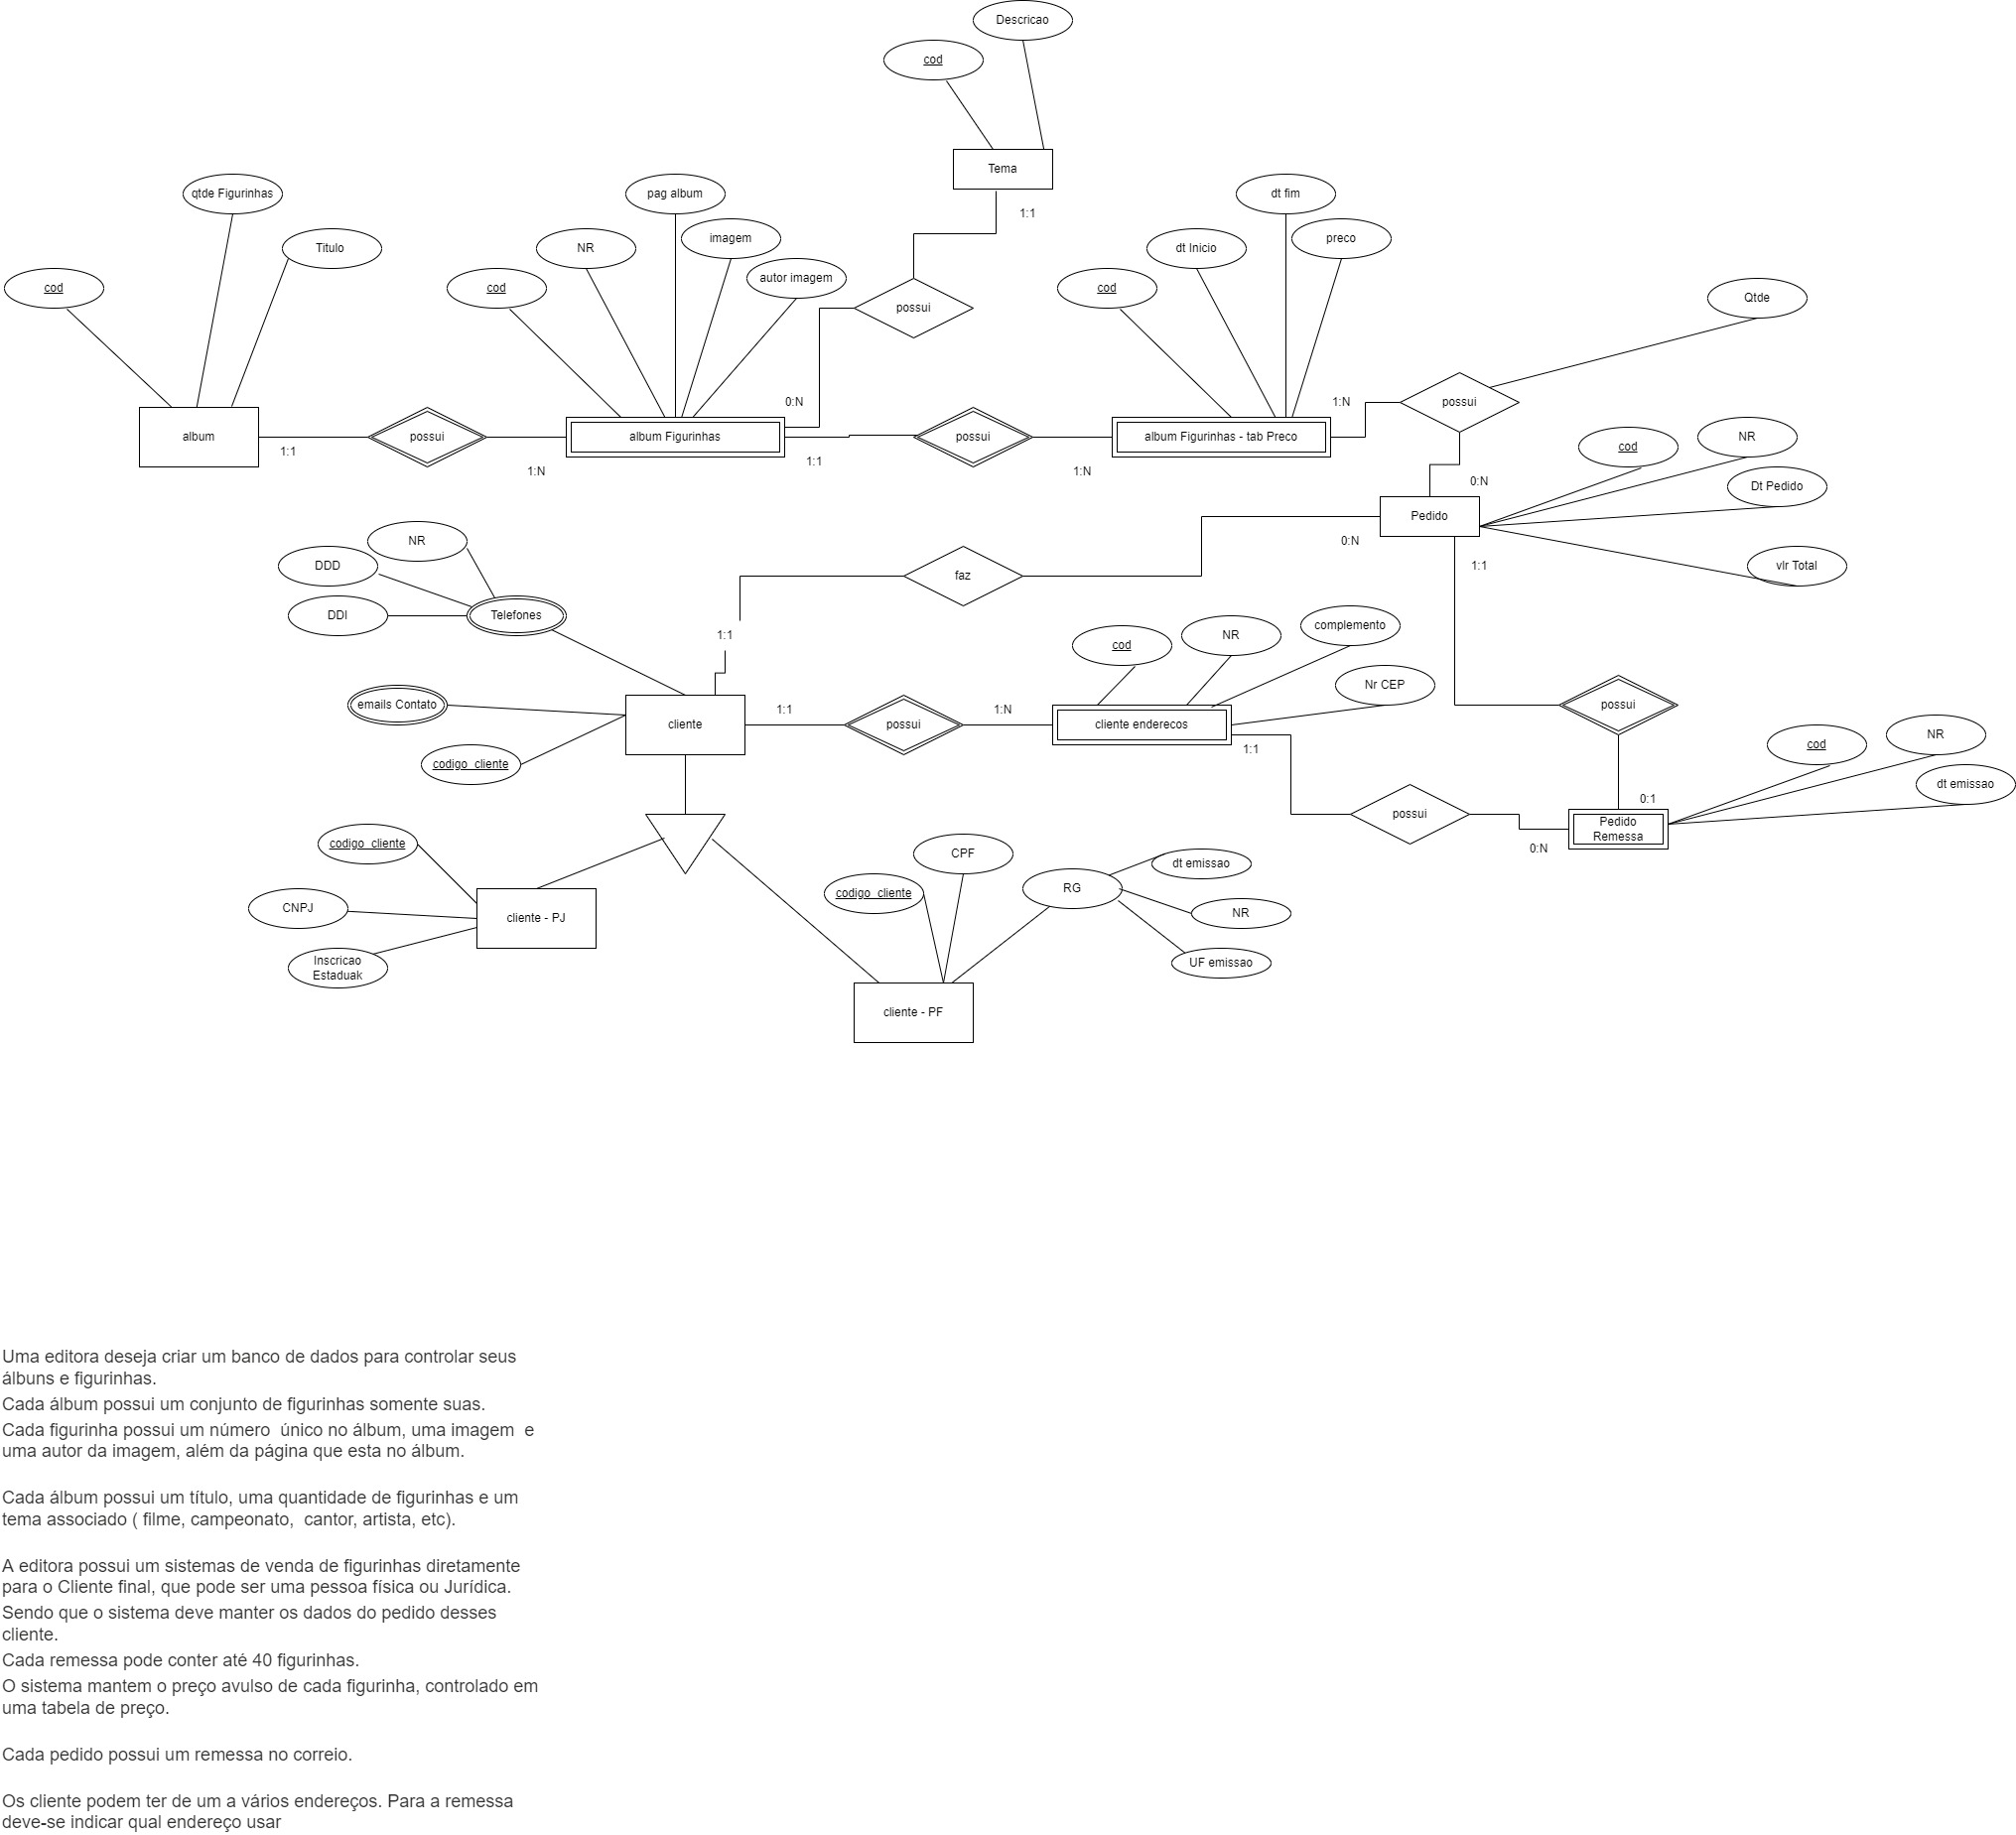 Descricao
cod
Tema
1:1
qtde Figurinhas
Titulo
cod
pag album
NR
imagem
autor imagem
cod
possui
dt fim
dt Inicio
preco
cod
Qtde
0:N
1:N
possui
album
1:1
possui
1:N
album Figurinhas
1:1
possui
1:N
album Figurinhas - tab Preco
0:N
cod
NR
Dt Pedido
Pedido
0:N
1:1
vlr Total
NR
DDD
DDI
Telefones
faz
1:1
emails Contato
cliente
codigo_cliente
1:1
possui
1:N
cod
NR
complemento
Nr CEP
cliente enderecos
1:1
possui
possui
cod
NR
dt emissao
0:1
Pedido
Remessa
0:N
codigo_cliente
CNPJ
cliente - PJ
Inscricao
Estaduak
CPF
codigo_cliente
RG
dt emissao
NR
UF emissao
cliente - PF
Uma editora deseja criar um banco de dados para controlar seus
álbuns e figurinhas.
Cada álbum possui um conjunto de figurinhas somente suas.
Cada figurinha possui um número  único no álbum, uma imagem  e
uma autor da imagem, além da página que esta no álbum.
Cada álbum possui um título, uma quantidade de figurinhas e um
tema associado ( filme, campeonato,  cantor, artista, etc).
A editora possui um sistemas de venda de figurinhas diretamente
para o Cliente final, que pode ser uma pessoa física ou Jurídica.
Sendo que o sistema deve manter os dados do pedido desses
cliente.
Cada remessa pode conter até 40 figurinhas.
O sistema mantem o preço avulso de cada figurinha, controlado em
uma tabela de preço.
Cada pedido possui um remessa no correio.
Os cliente podem ter de um a vários endereços. Para a remessa
deve-se indicar qual endereço usar